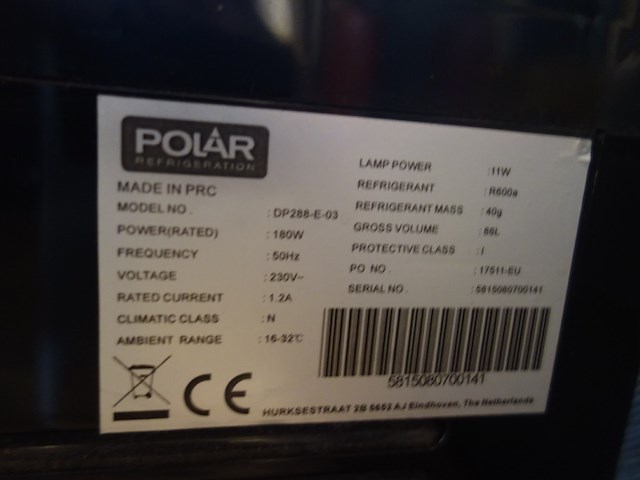 POLAR
REFRIGERATION
MADE IN PRC
MODEL NO. : DP288-E-03
POWER(RATED) : 180W
FREQUENCY : 50Hz
VOLTAGE : 230V~
RATED CURRENT : 1.2A
CLIMATIC CLASS : N
AMBIENT RANGE : 16-32℃
LAMP POWER : 11W
REFRIGERANT : R600a
REFRIGERANT MASS : 40g
GROSS VOLUME : 86L
PROTECTIVE CLASS : I
PO NO. : 17511-EU
SERIAL NO. : 5815080700141
5815080700141
CE
HURKSESTRAAT 2B 5652 AJ Eindhoven, The Netherlands